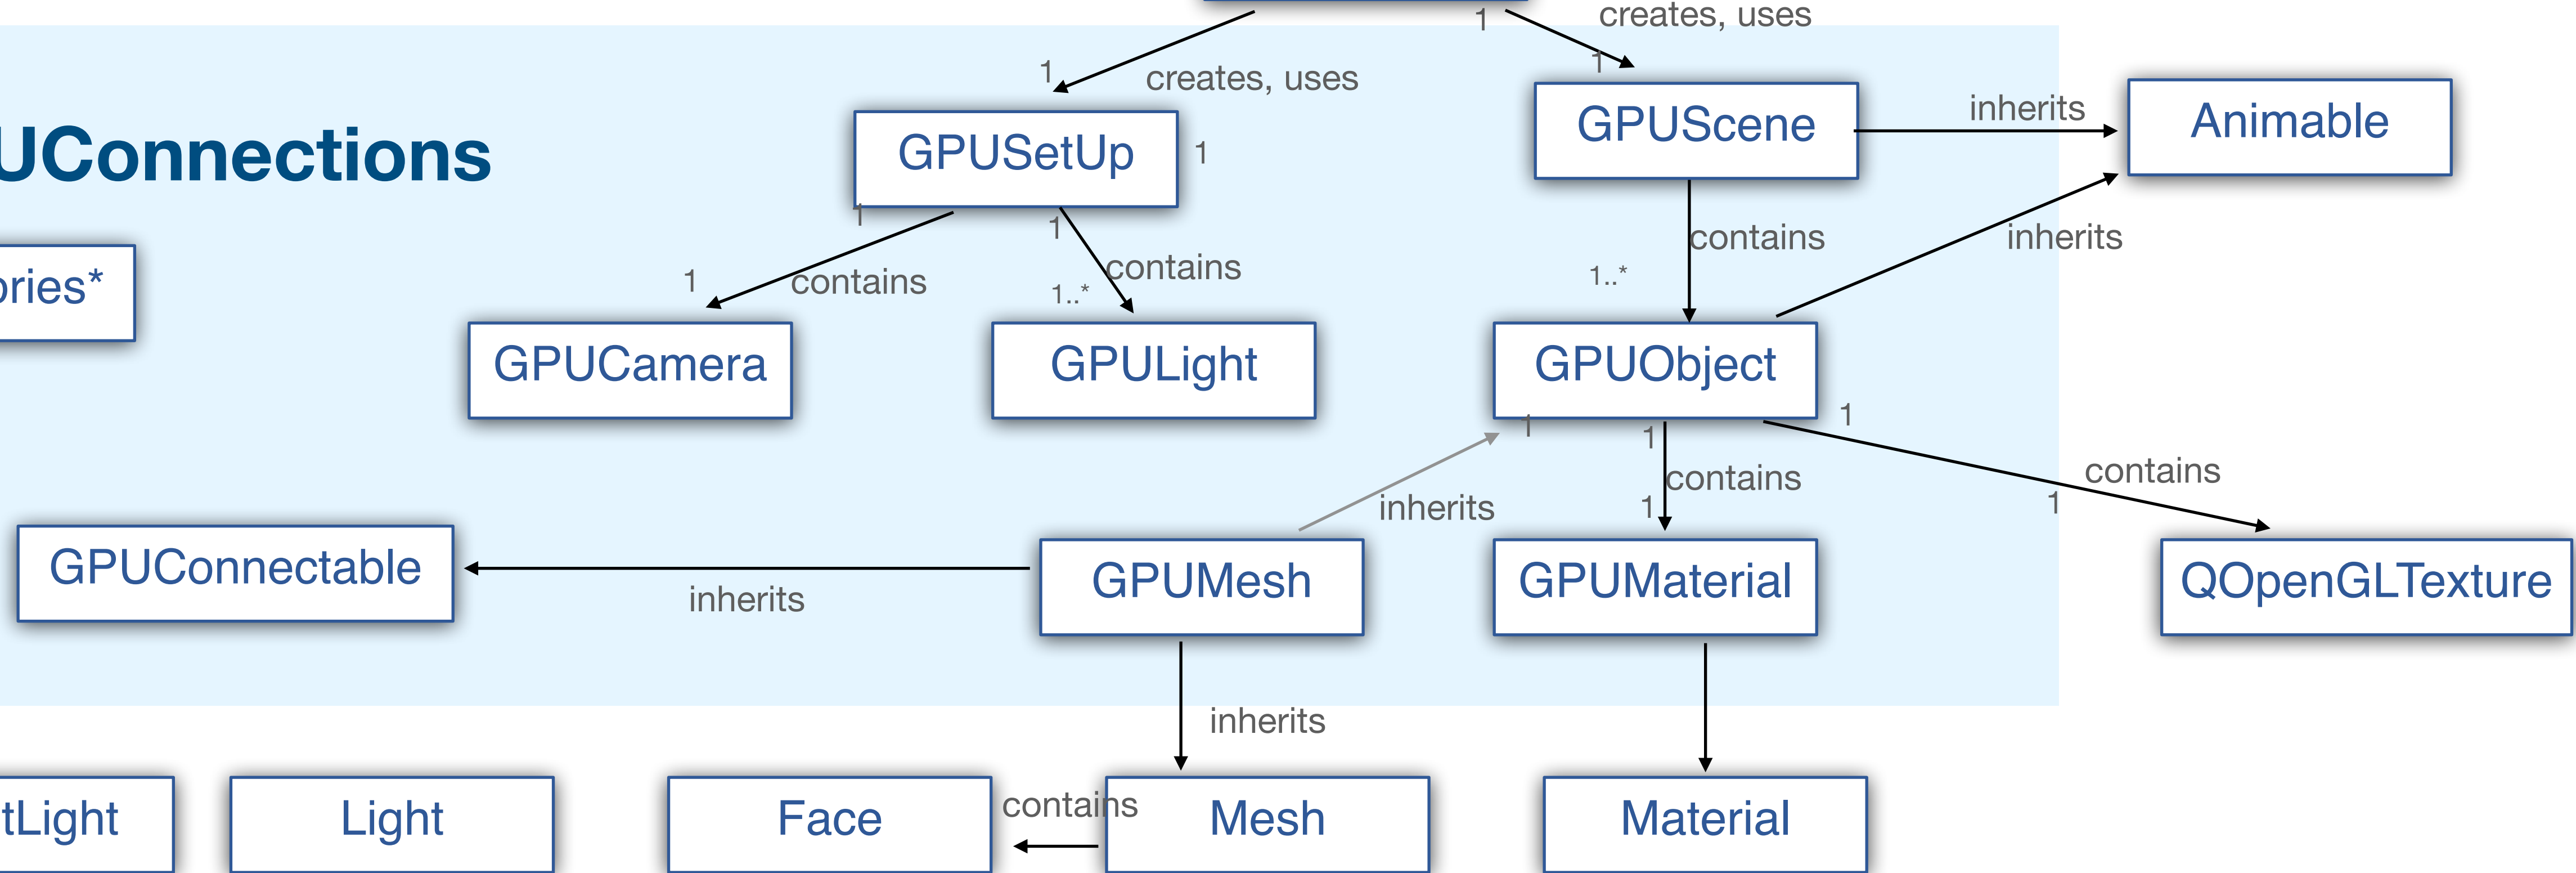 1
creates, uses
1
1
creates, uses
UConnections
GPUSetUp
1
GPUScene
inherits
Animable
1
1
contains
1
contains
1..*
contains
1..*
inherits
ories*
GPUCamera
GPULight
GPUObject
1
1
1
contains
1
inherits
contains
1
GPUConnectable
inherits
GPUMesh
GPUMaterial
QOpenGLTexture
inherits
tLight
Light
Face
contains
Mesh
Material